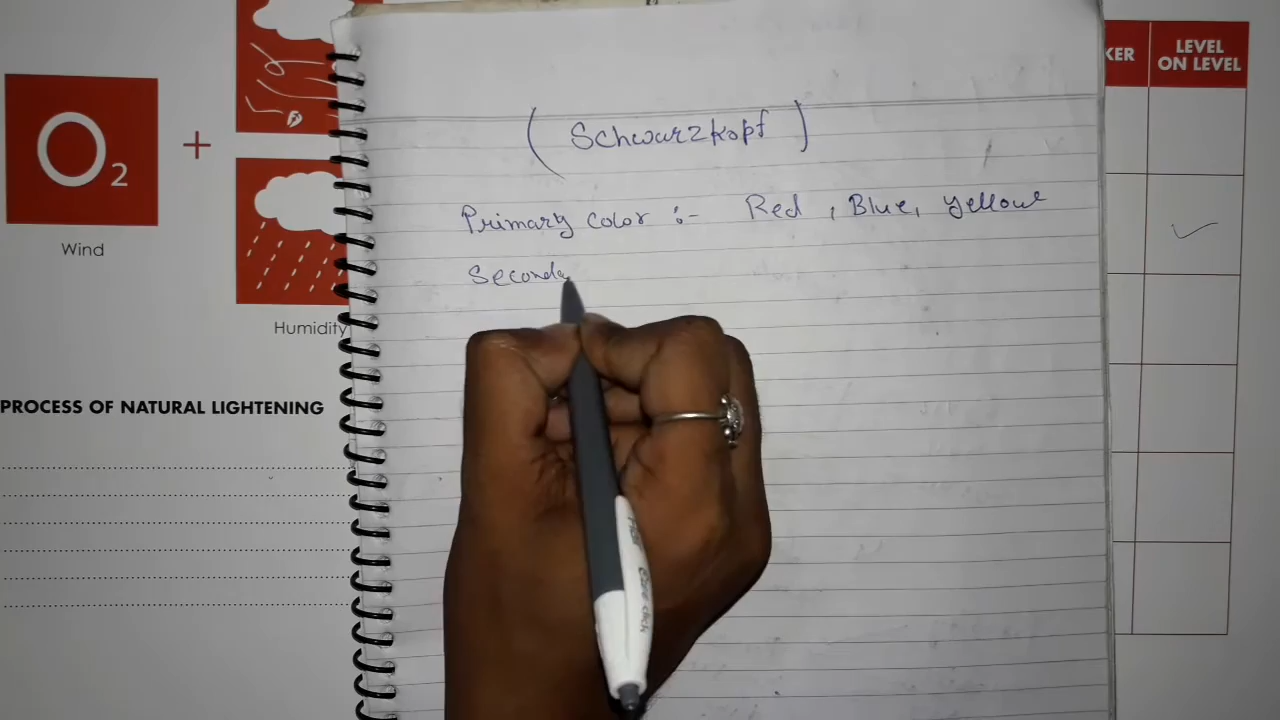 KER
LEVEL
ON LEVEL
O2
+
Wind
Humidity
PROCESS OF NATURAL LIGHTENING
( Schwarzkopf )
Primary color :- Red , Blue, Yellow
Seconda